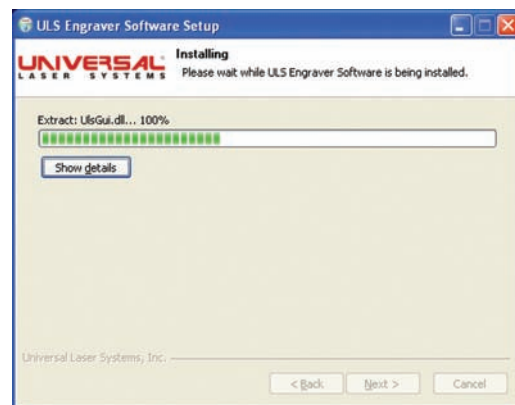 ULS Engraver Software Setup
UNIVERSAL
LASER SYSTEMS
Installing
Please wait while ULS Engraver Software is being installed.
Extract: UlsGui.dll... 100%
Show details
Universal Laser Systems, Inc.
< Back Next > Cancel